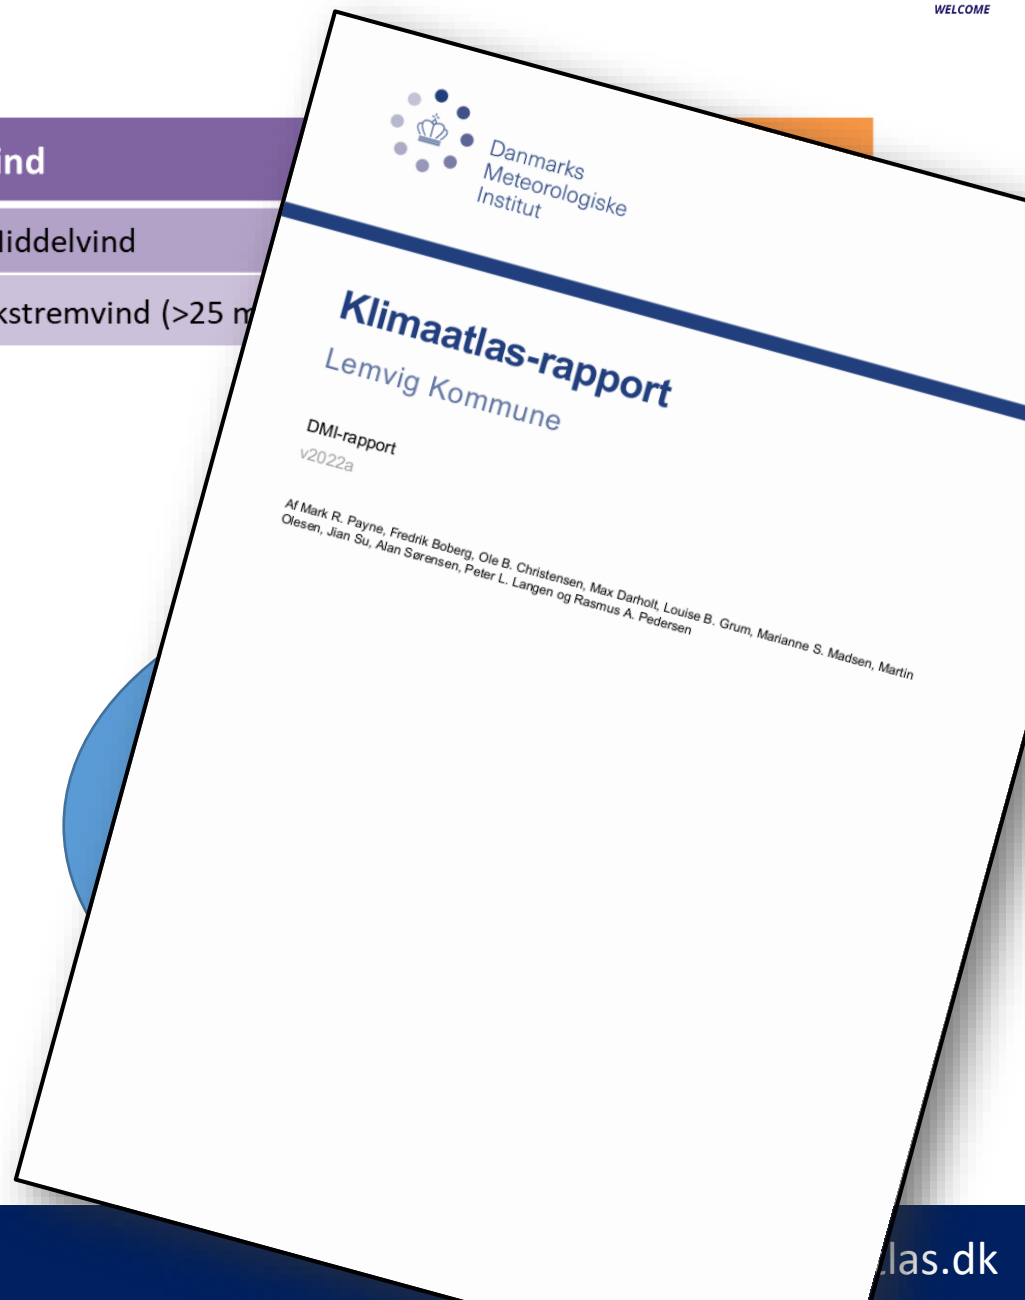 WELCOME
ind
Middelvind
kstremvind (>25 m
Danmarks
Meteorologiske
Institut
Klimaatlas-rapport
Lemvig Kommune
DMI-rapport
v2022a
Af Mark R. Payne, Fredrik Boberg, Ole B. Christensen, Max Darholt, Louise B. Grum, Marianne S. Madsen, Martin
Olesen, Jian Su, Alan Sørensen, Peter L. Langen og Rasmus A. Pedersen
las.dk